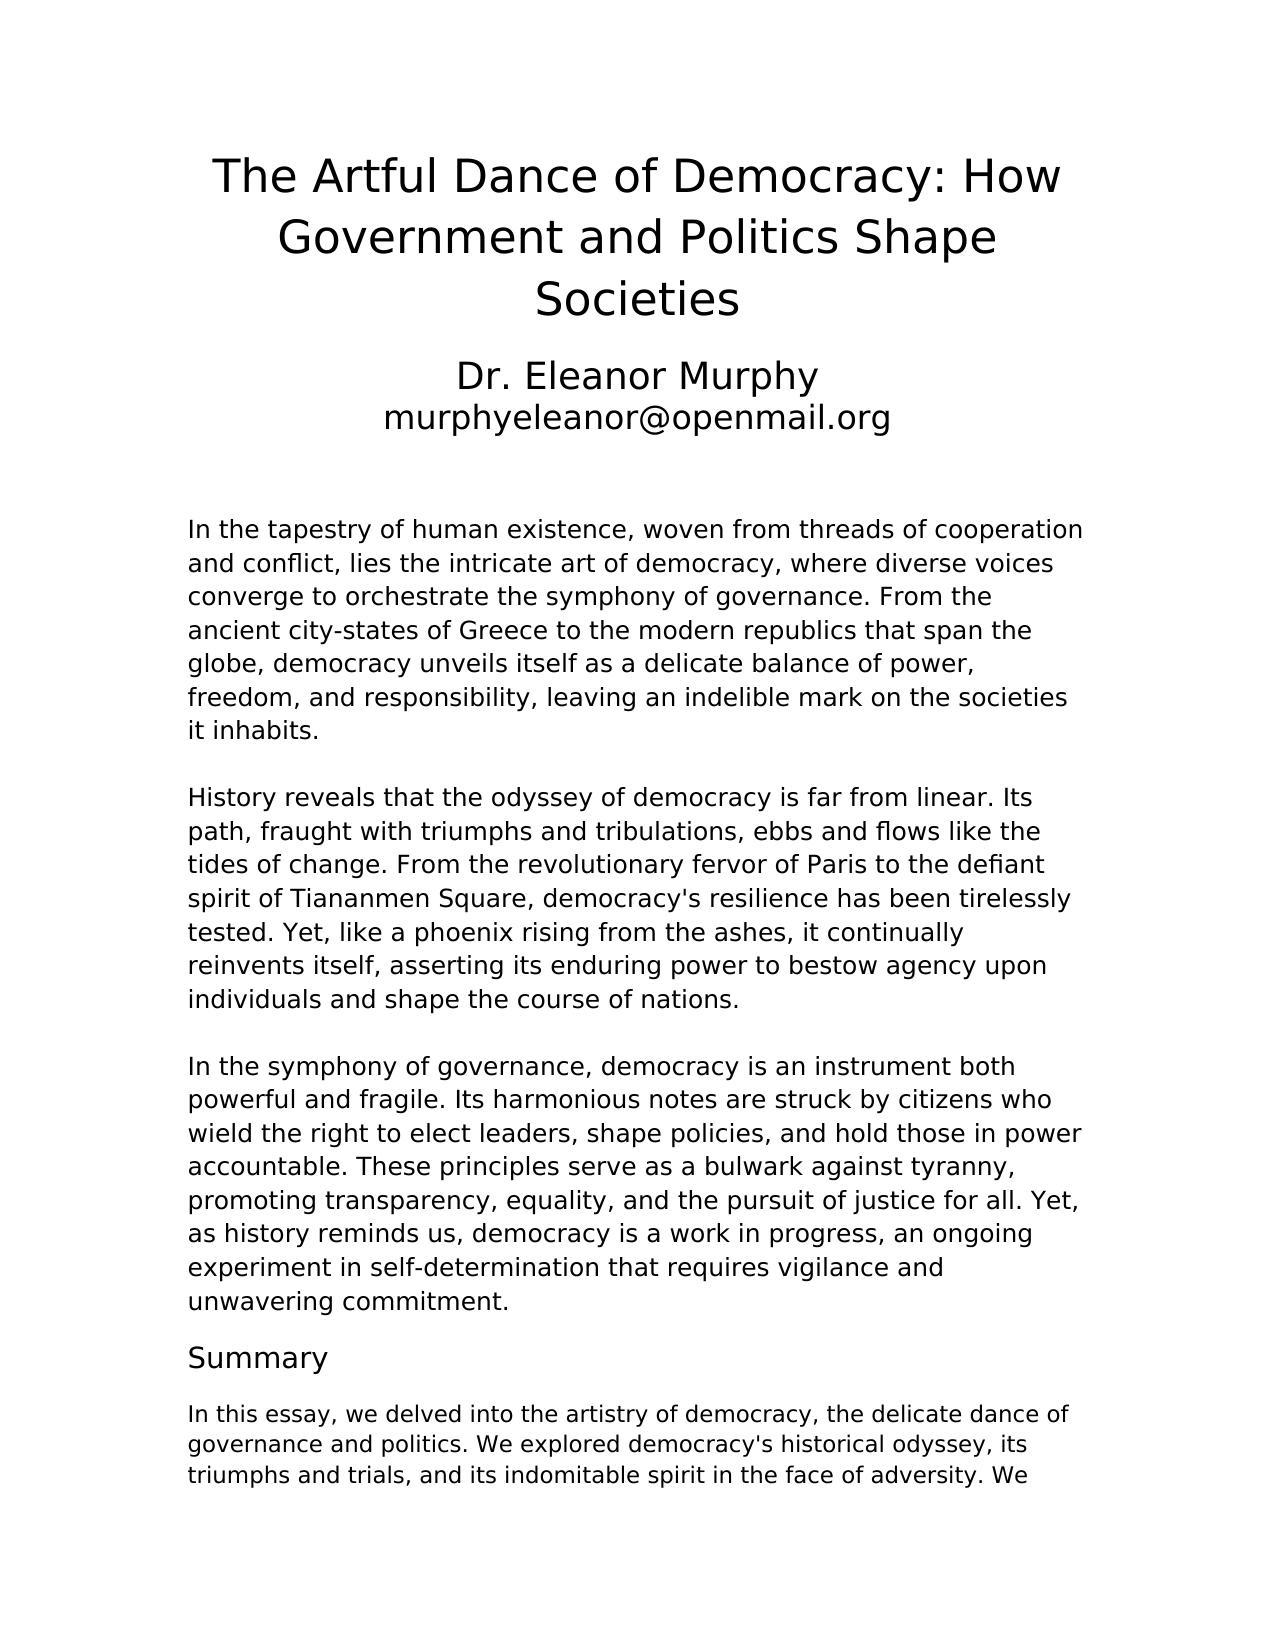 The Artful Dance of Democracy: How
Government and Politics Shape
Societies
Dr. Eleanor Murphy
murphyeleanor@openmail.org
In the tapestry of human existence, woven from threads of cooperation
and conflict, lies the intricate art of democracy, where diverse voices
converge to orchestrate the symphony of governance. From the
ancient city-states of Greece to the modern republics that span the
globe, democracy unveils itself as a delicate balance of power,
freedom, and responsibility, leaving an indelible mark on the societies
it inhabits.
History reveals that the odyssey of democracy is far from linear. Its
path, fraught with triumphs and tribulations, ebbs and flows like the
tides of change. From the revolutionary fervor of Paris to the defiant
spirit of Tiananmen Square, democracy's resilience has been tirelessly
tested. Yet, like a phoenix rising from the ashes, it continually
reinvents itself, asserting its enduring power to bestow agency upon
individuals and shape the course of nations.
In the symphony of governance, democracy is an instrument both
powerful and fragile. Its harmonious notes are struck by citizens who
wield the right to elect leaders, shape policies, and hold those in power
accountable. These principles serve as a bulwark against tyranny,
promoting transparency, equality, and the pursuit of justice for all. Yet,
as history reminds us, democracy is a work in progress, an ongoing
experiment in self-determination that requires vigilance and
unwavering commitment.
Summary
In this essay, we delved into the artistry of democracy, the delicate dance of
governance and politics. We explored democracy's historical odyssey, its
triumphs and trials, and its indomitable spirit in the face of adversity. We